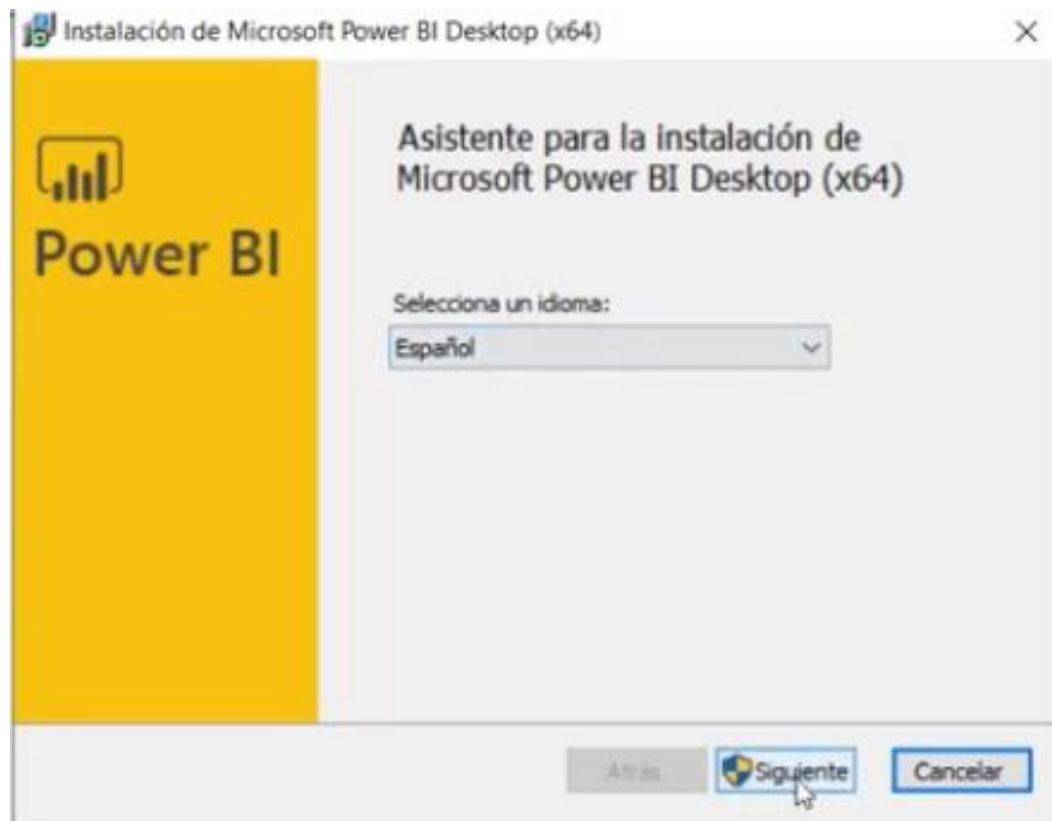 Instalación de Microsoft Power BI Desktop (x64)
Power BI
Asistente para la instalación de
Microsoft Power BI Desktop (x64)
Selecciona un idioma:
Español
Atrás
Siguiente
Cancelar